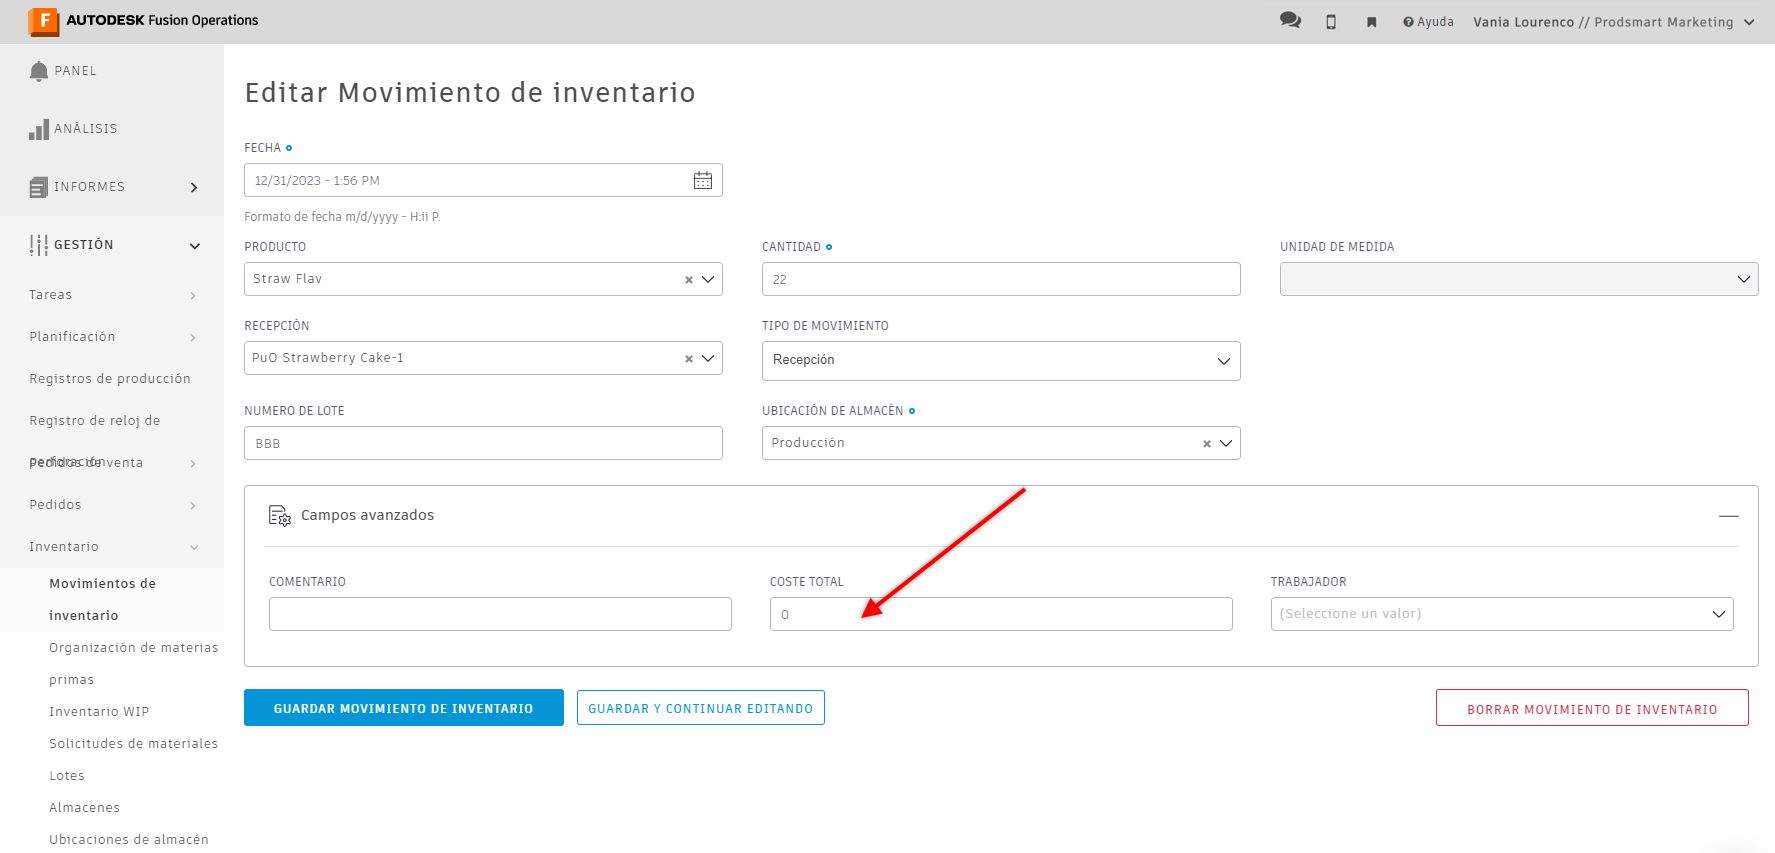 F AUTODESK Fusion Operations
Ayuda
Vania Lourenco // Prodsmart Marketing
PANEL
ANÁLISIS
INFORMES
GESTIÓN
Tareas
Planificación
Registros de producción
Registro de reloj de
perforación
Pedidos de venta
Pedidos
Inventario
Movimientos de
inventario
Organización de materias
primas
Inventario WIP
Solicitudes de materiales
Lotes
Almacenes
Ubicaciones de almacén
Editar Movimiento de inventario
FECHA
12/31/2023 - 1:56 PM
Formato de fecha m/d/yyyy - H:ii P.
PRODUCTO
Straw Flav
CANTIDAD
22
UNIDAD DE MEDIDA
RECEPCIÓN
PuO Strawberry Cake-1
TIPO DE MOVIMIENTO
Recepción
NUMERO DE LOTE
BBB
UBICACIÓN DE ALMACÉN
Producción
Campos avanzados
COMENTARIO
COSTE TOTAL
0
TRABAJADOR
(Seleccione un valor)
GUARDAR MOVIMIENTO DE INVENTARIO
GUARDAR Y CONTINUAR EDITANDO
BORRAR MOVIMIENTO DE INVENTARIO